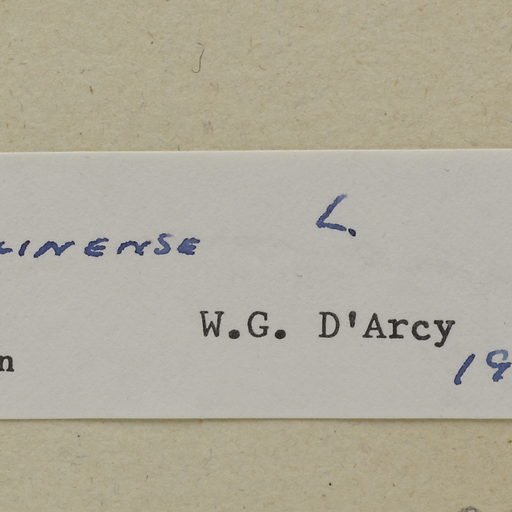 LINENSE L.
W.G. D'Arcy
n 19